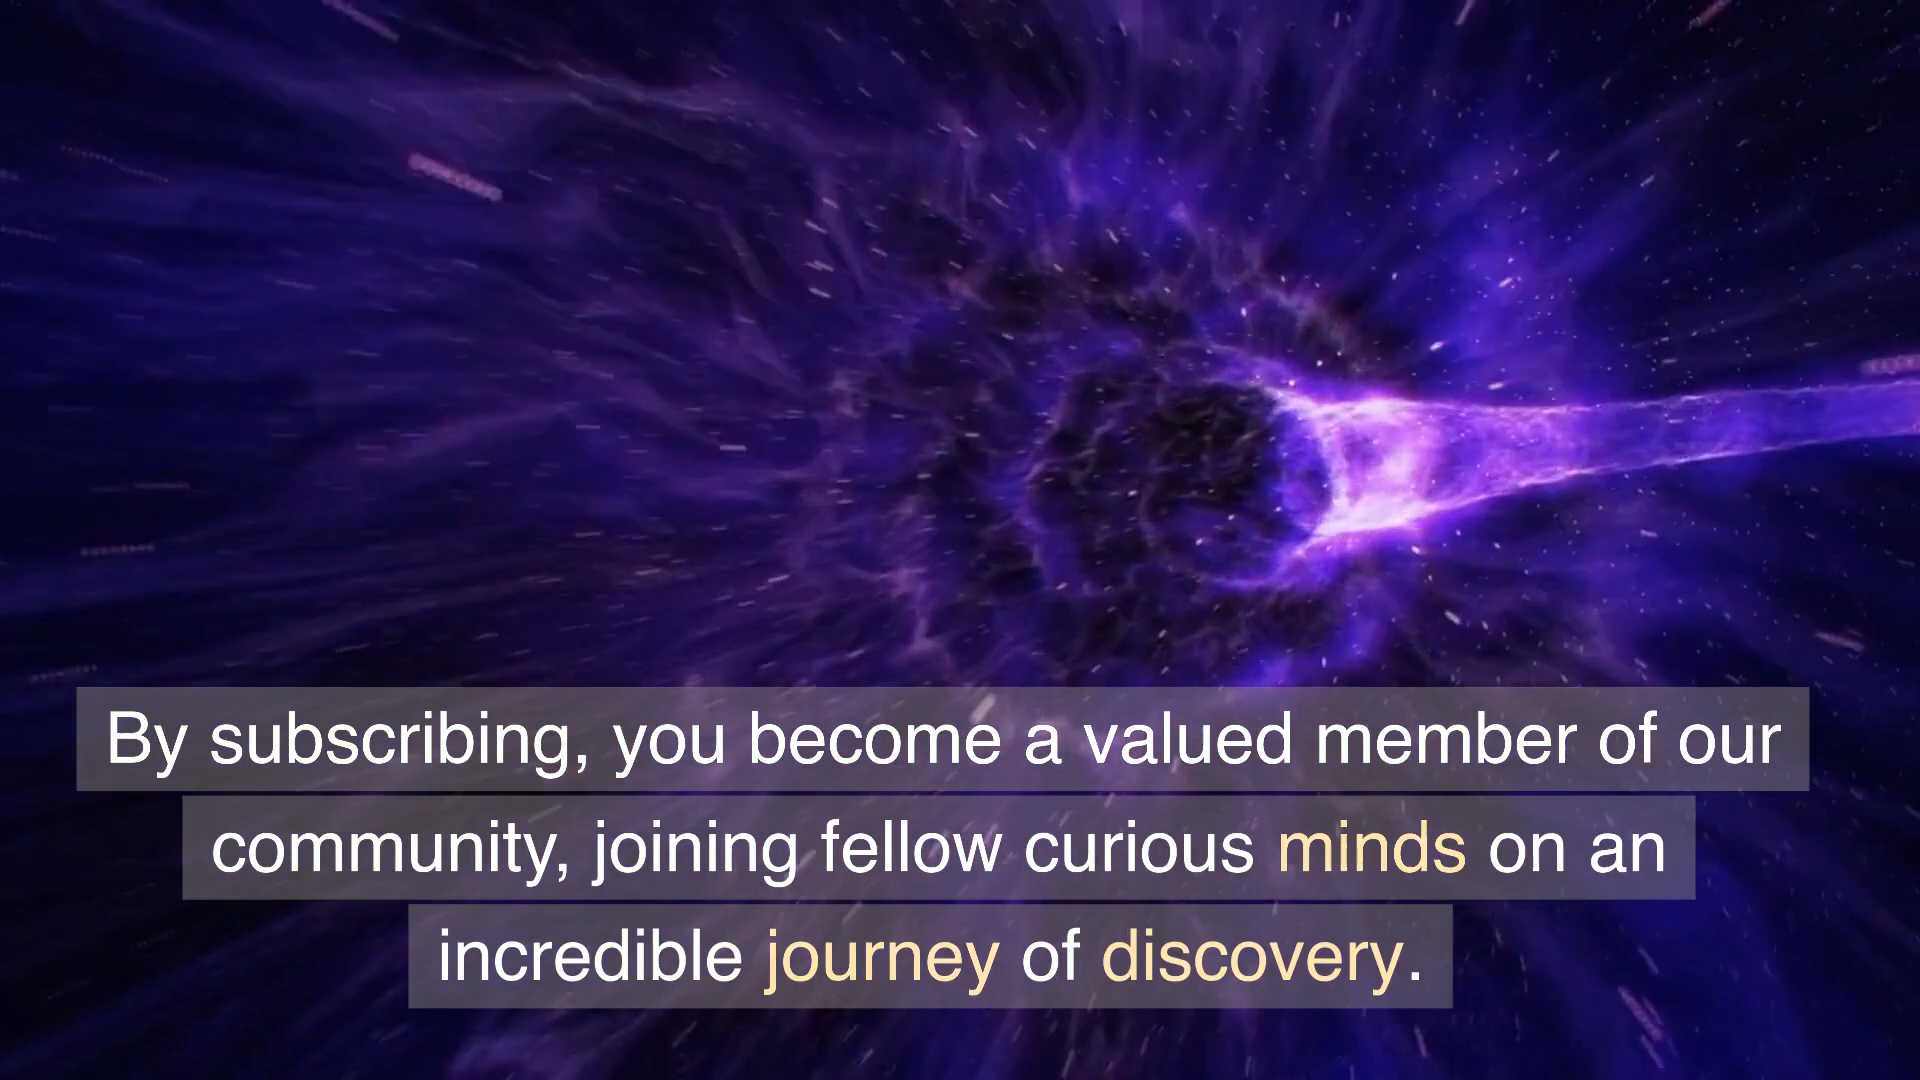 By subscribing, you become a valued member of our
community, joining fellow curious minds on an
incredible journey of discovery.